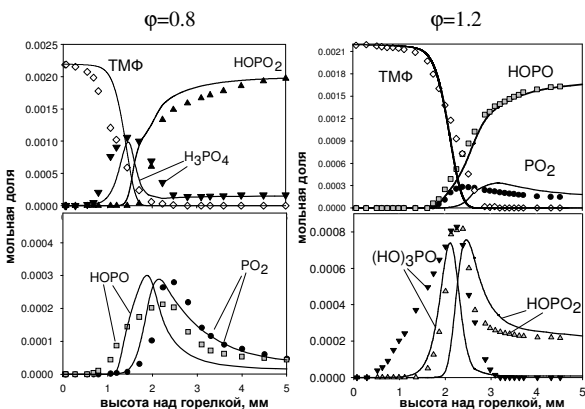 φ=0.8
φ=1.2
0.0025
0.0020
0.0015
0.0010
0.0005
0.0000
ТМФ
HOPO2
H3PO4
мольная доля
0.0021
0.0018
0.0015
0.0012
0.0009
0.0006
0.0003
0.0000
ТМФ
HOPO
PO2
мольная доля
0.0004
0.0003
0.0002
0.0001
0.0000
HOPO
PO2
0 1 2 3 4 5
высота над горелкой, мм
0.0008
0.0006
0.0004
0.0002
0.0000
(HO)3PO
HOPO2
0 1 2 3 4 5
высота над горелкой, мм